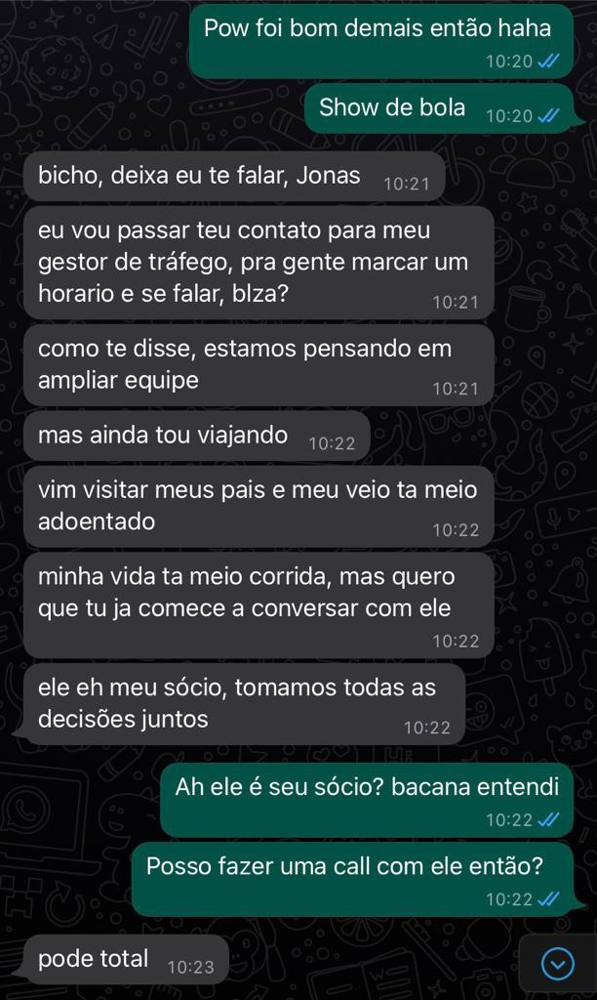 Pow foi bom demais então haha
10:20
Show de bola 10:20
bicho, deixa eu te falar, Jonas 10:21
eu vou passar teu contato para meu
gestor de tráfego, pra gente marcar um
horario e se falar, blza? 10:21
como te disse, estamos pensando em
ampliar equipe 10:21
mas ainda tou viajando 10:22
vim visitar meus pais e meu veio ta meio
adoentado 10:22
minha vida ta meio corrida, mas quero
que tu ja comece a conversar com ele
10:22
ele eh meu sócio, tomamos todas as
decisões juntos 10:22
Ah ele é seu sócio? bacana entendi
10:22
Posso fazer uma call com ele então?
10:22
pode total 10:23